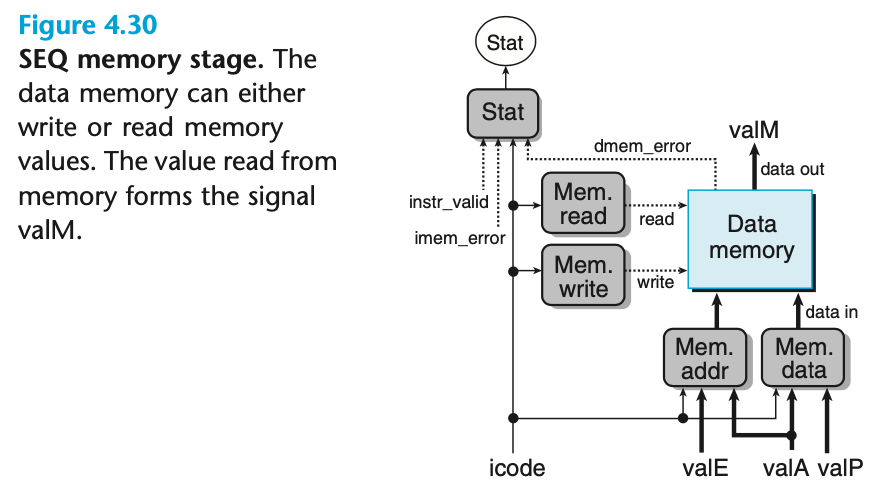 Figure 4.30
SEQ memory stage. The
data memory can either
write or read memory
values. The value read from
memory forms the signal
valM.
Stat
Stat
valM
dmem_error
data out
instr_valid
Mem.
read
read
Data
memory
imem_error
Mem.
write
write
data in
Mem.
addr
Mem.
data
icode
valE
valA
valP